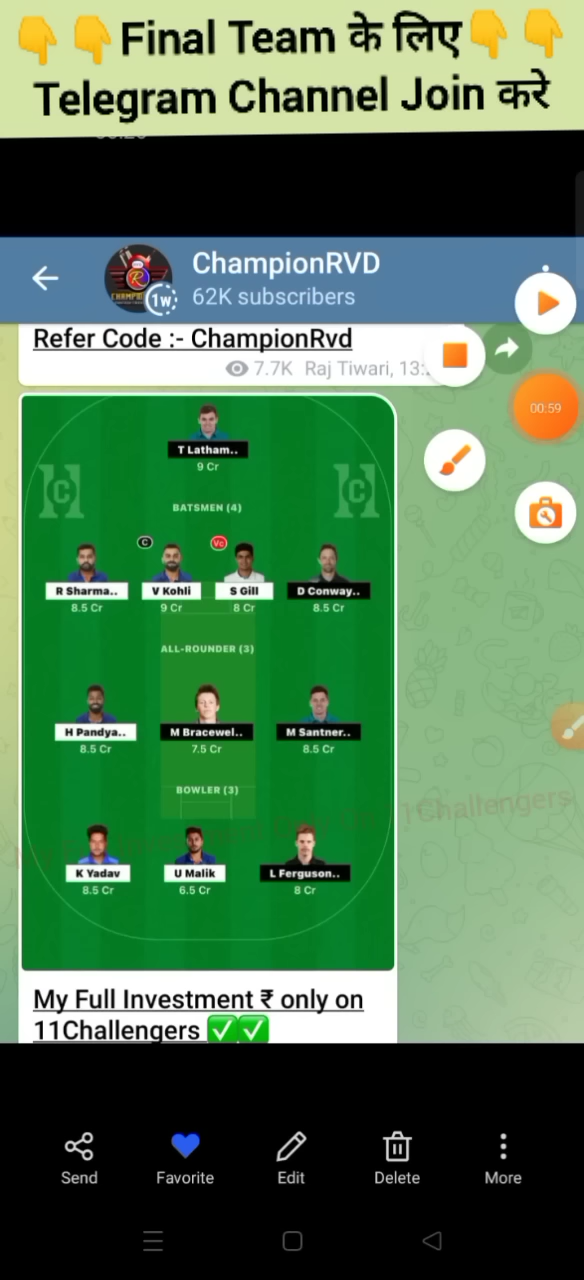 👇👇Final Team के लिए👇👇
Telegram Channel Join करे
ChampionRVD
1w
62K subscribers
Refer Code :- ChampionRvd
7.7K Raj Tiwari, 13:
00:59
T Latham..
9 Cr
BATSMEN (4)
C
Vc
R Sharma.. V Kohli S Gill D Conway..
8.5 Cr 9 Cr 8 Cr 8.5 Cr
ALL-ROUNDER (3)
H Pandya.. M Bracewel.. M Santner..
8.5 Cr 7.5 Cr 8.5 Cr
BOWLER (3)
K Yadav U Malik L Ferguson..
8.5 Cr 6.5 Cr 8 Cr
My Full Investment ₹ only on
11Challengers ✅✅
Send Favorite Edit Delete More